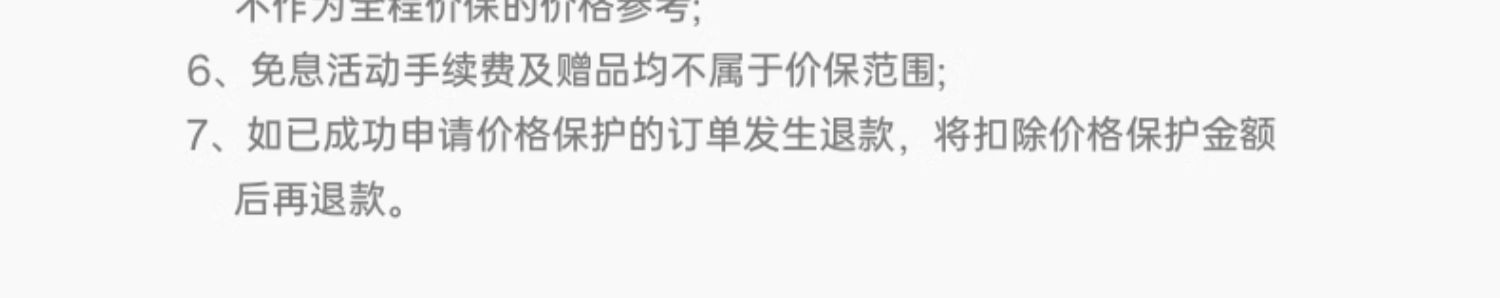 不作为全程价保的价格参考;
6、免息活动手续费及赠品均不属于价保范围;
7、如已成功申请价格保护的订单发生退款，将扣除价格保护金额
后再退款。